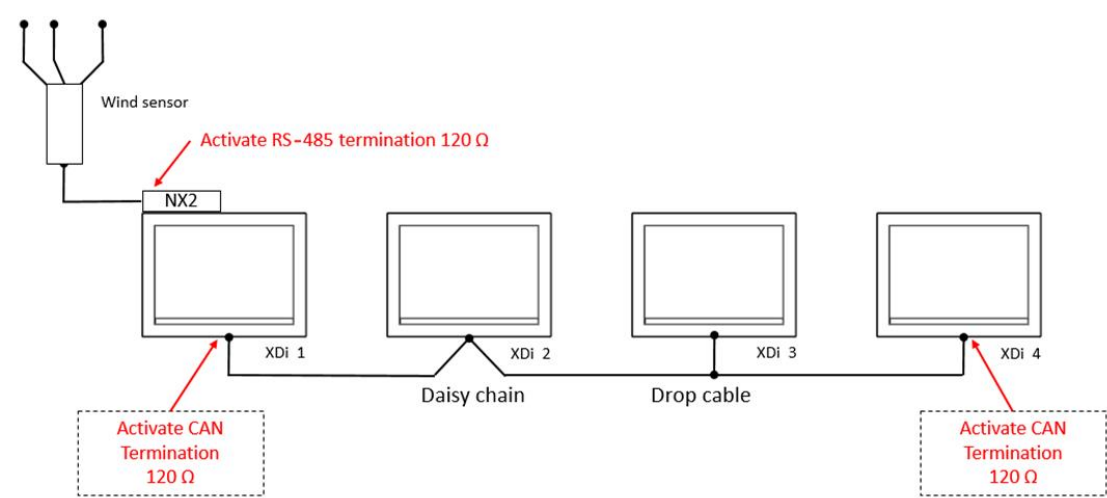 Wind sensor
Activate RS-485 termination 120 Ω
NX2
XDi 1
XDi 2
XDi 3
XDi 4
Daisy chain
Drop cable
Activate CAN
Termination
120 Ω
Activate CAN
Termination
120 Ω